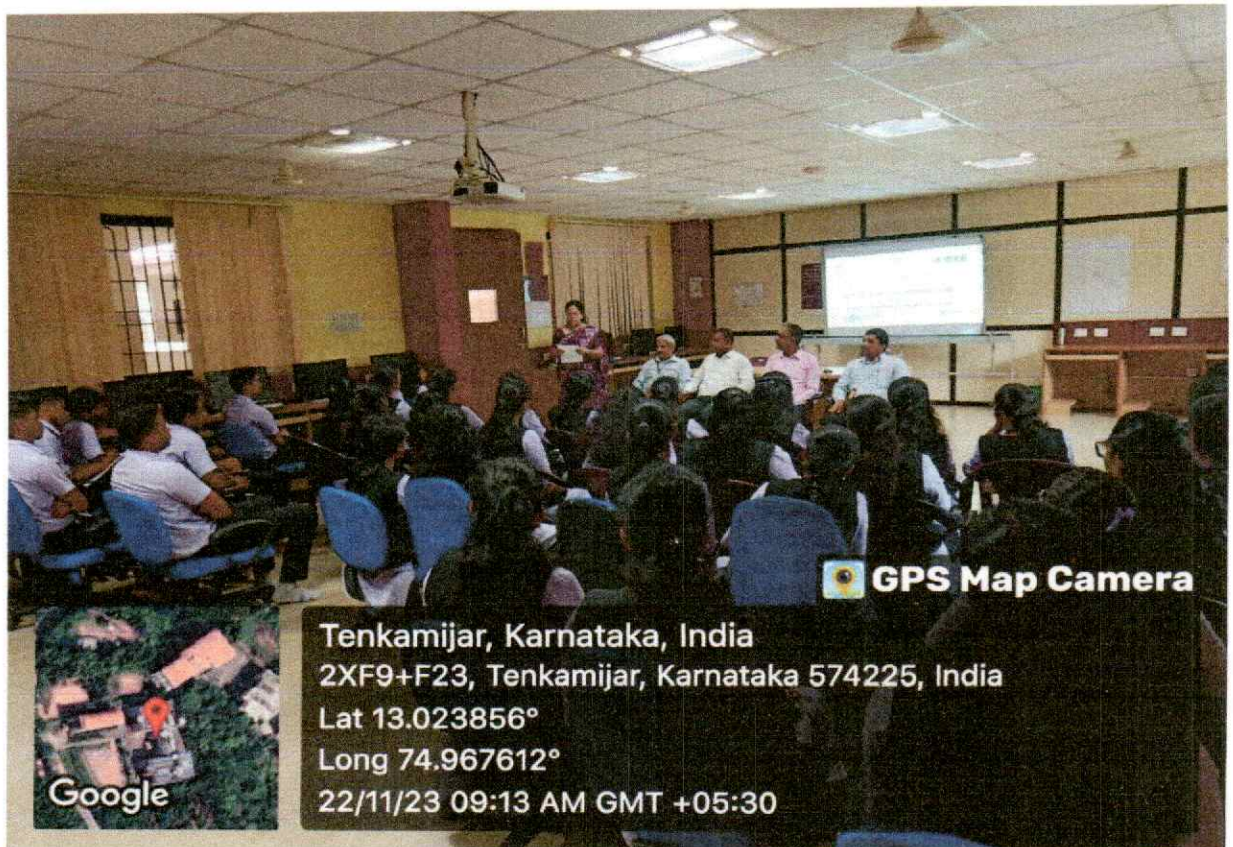 GPS Map Camera
Tenkamijar, Karnataka, India
2XF9+F23, Tenkamijar, Karnataka 574225, India
Lat 13.023856°
Long 74.967612°
22/11/23 09:13 AM GMT +05:30
Google